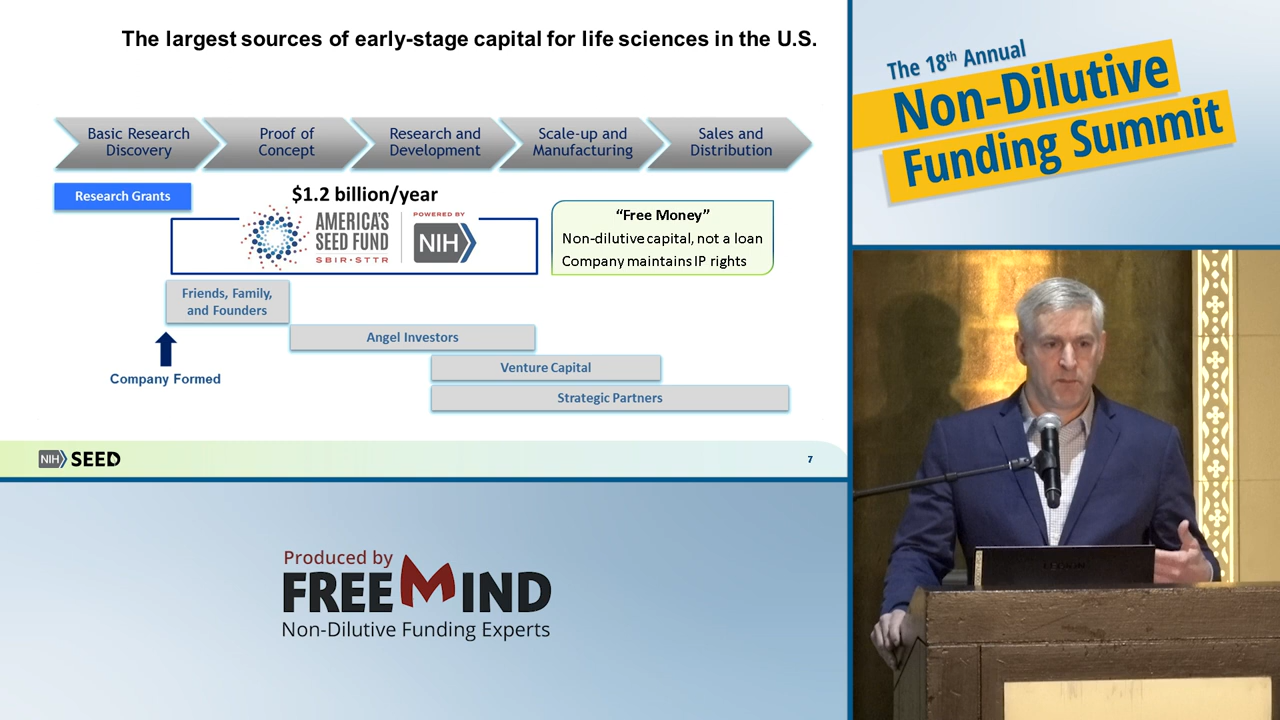 The largest sources of early-stage capital for life sciences in the U.S.
Basic Research
Discovery
Proof of
Concept
Research and
Development
Scale-up and
Manufacturing
Sales and
Distribution
Research Grants
$1.2 billion/year
AMERICA'S
SEED FUND
SBIR·STTR
POWERED BY
NIH
“Free Money”
Non-dilutive capital, not a loan
Company maintains IP rights
Friends, Family,
and Founders
Angel Investors
Venture Capital
Strategic Partners
Company Formed
NIH SEED
7
The 18th Annual
Non-Dilutive
Funding Summit
Produced by
FREEMIND
Non-Dilutive Funding Experts
LEGION